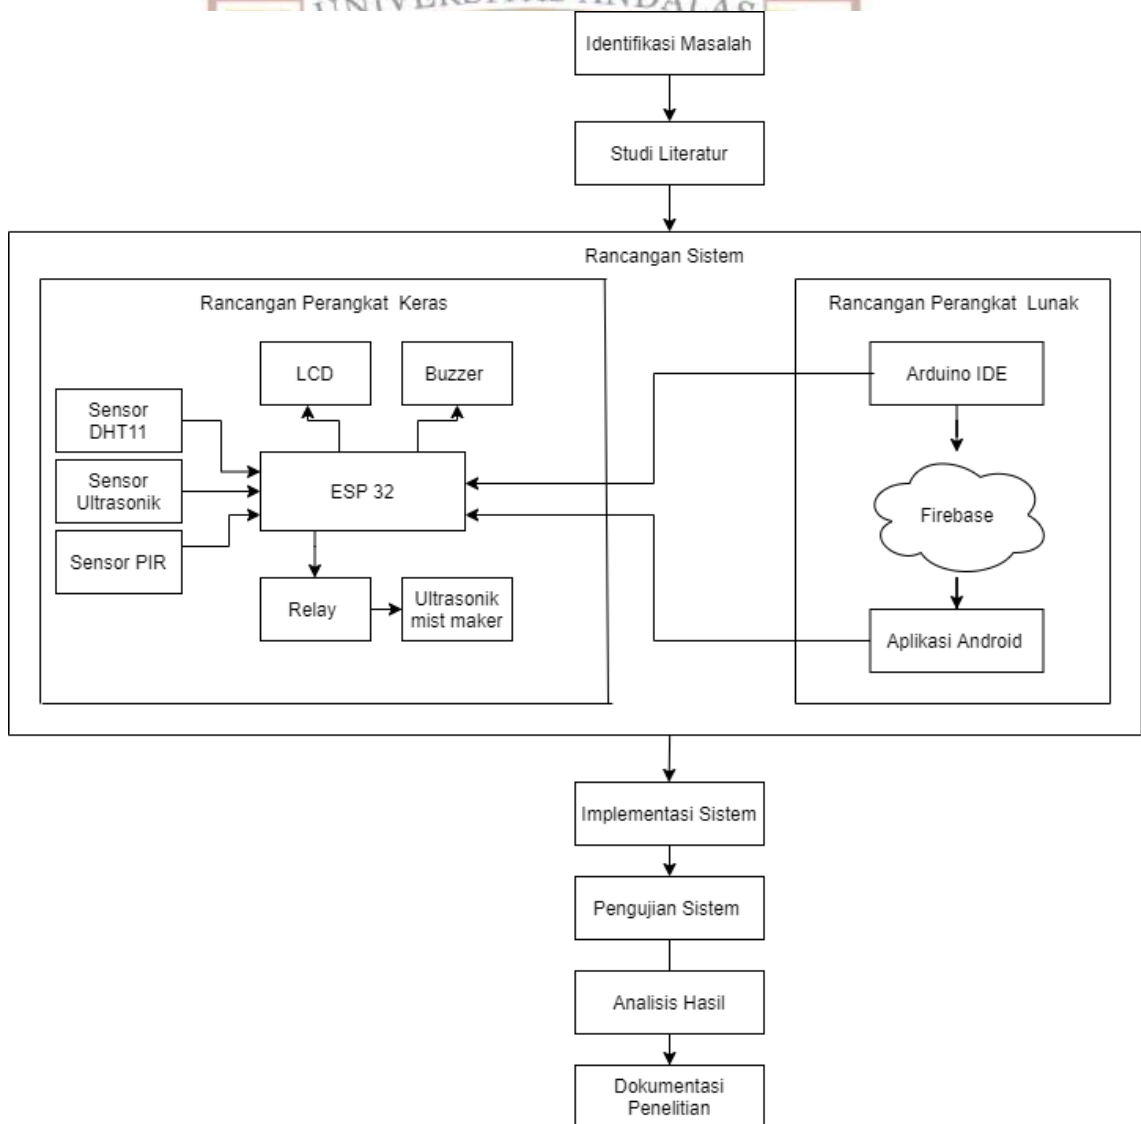 UNIVERSITAS ANDALAS
Identifikasi Masalah
Studi Literatur
Rancangan Sistem
Rancangan Perangkat Keras
Rancangan Perangkat Lunak
LCD
Buzzer
Arduino IDE
Sensor
DHT11
Sensor
Ultrasonik
ESP 32
Firebase
Sensor PIR
Relay
Ultrasonik
mist maker
Aplikasi Android
Implementasi Sistem
Pengujian Sistem
Analisis Hasil
Dokumentasi
Penelitian